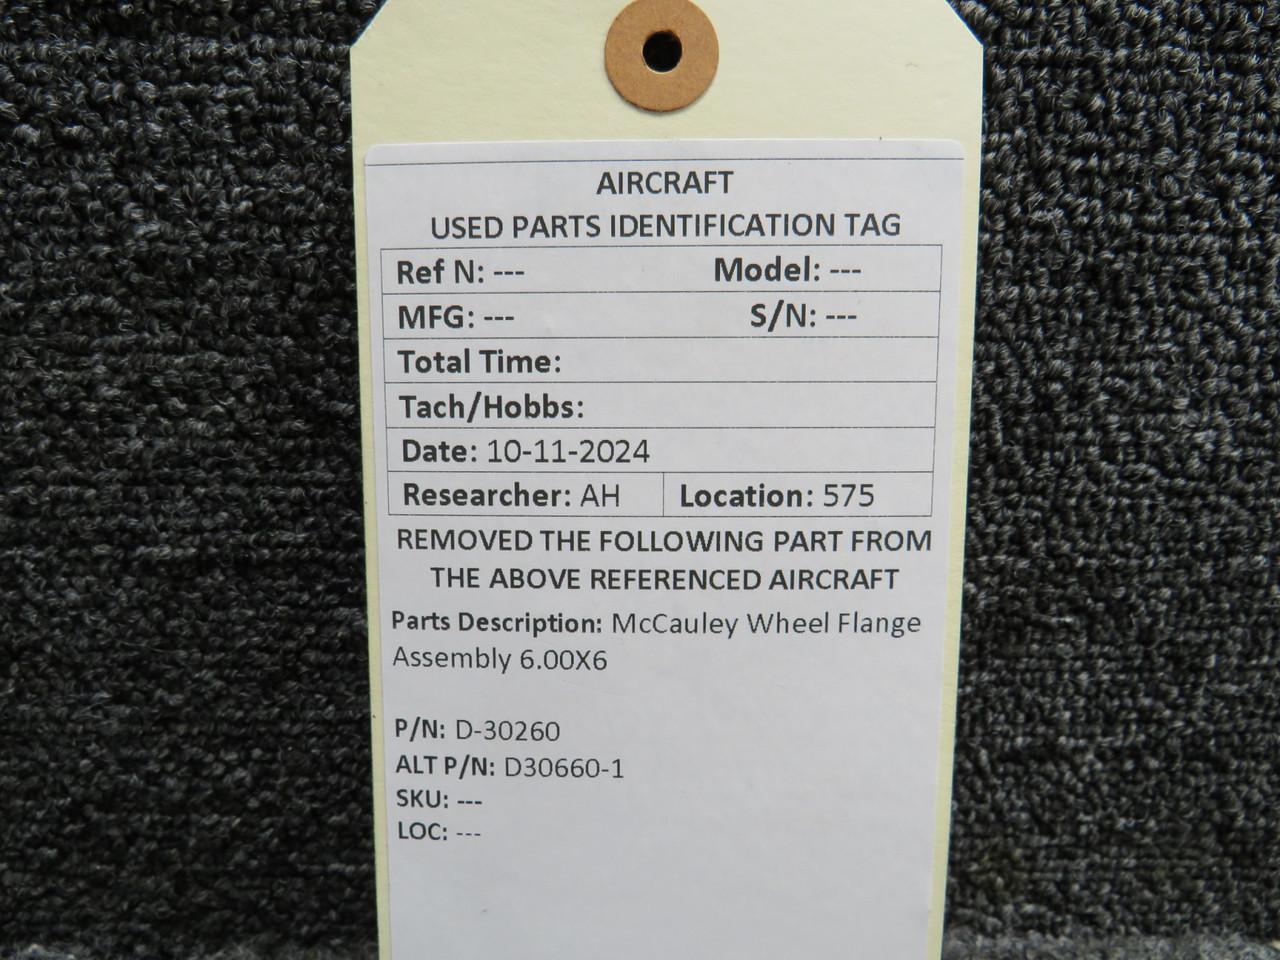 AIRCRAFT
USED PARTS IDENTIFICATION TAG
Ref N: --- Model: ---
MFG: --- S/N: ---
Total Time:
Tach/Hobbs:
Date: 10-11-2024
Researcher: AH Location: 575
REMOVED THE FOLLOWING PART FROM
THE ABOVE REFERENCED AIRCRAFT
Parts Description: McCauley Wheel Flange
Assembly 6.00X6
P/N: D-30260
ALT P/N: D30660-1
SKU: ---
LOC: ---